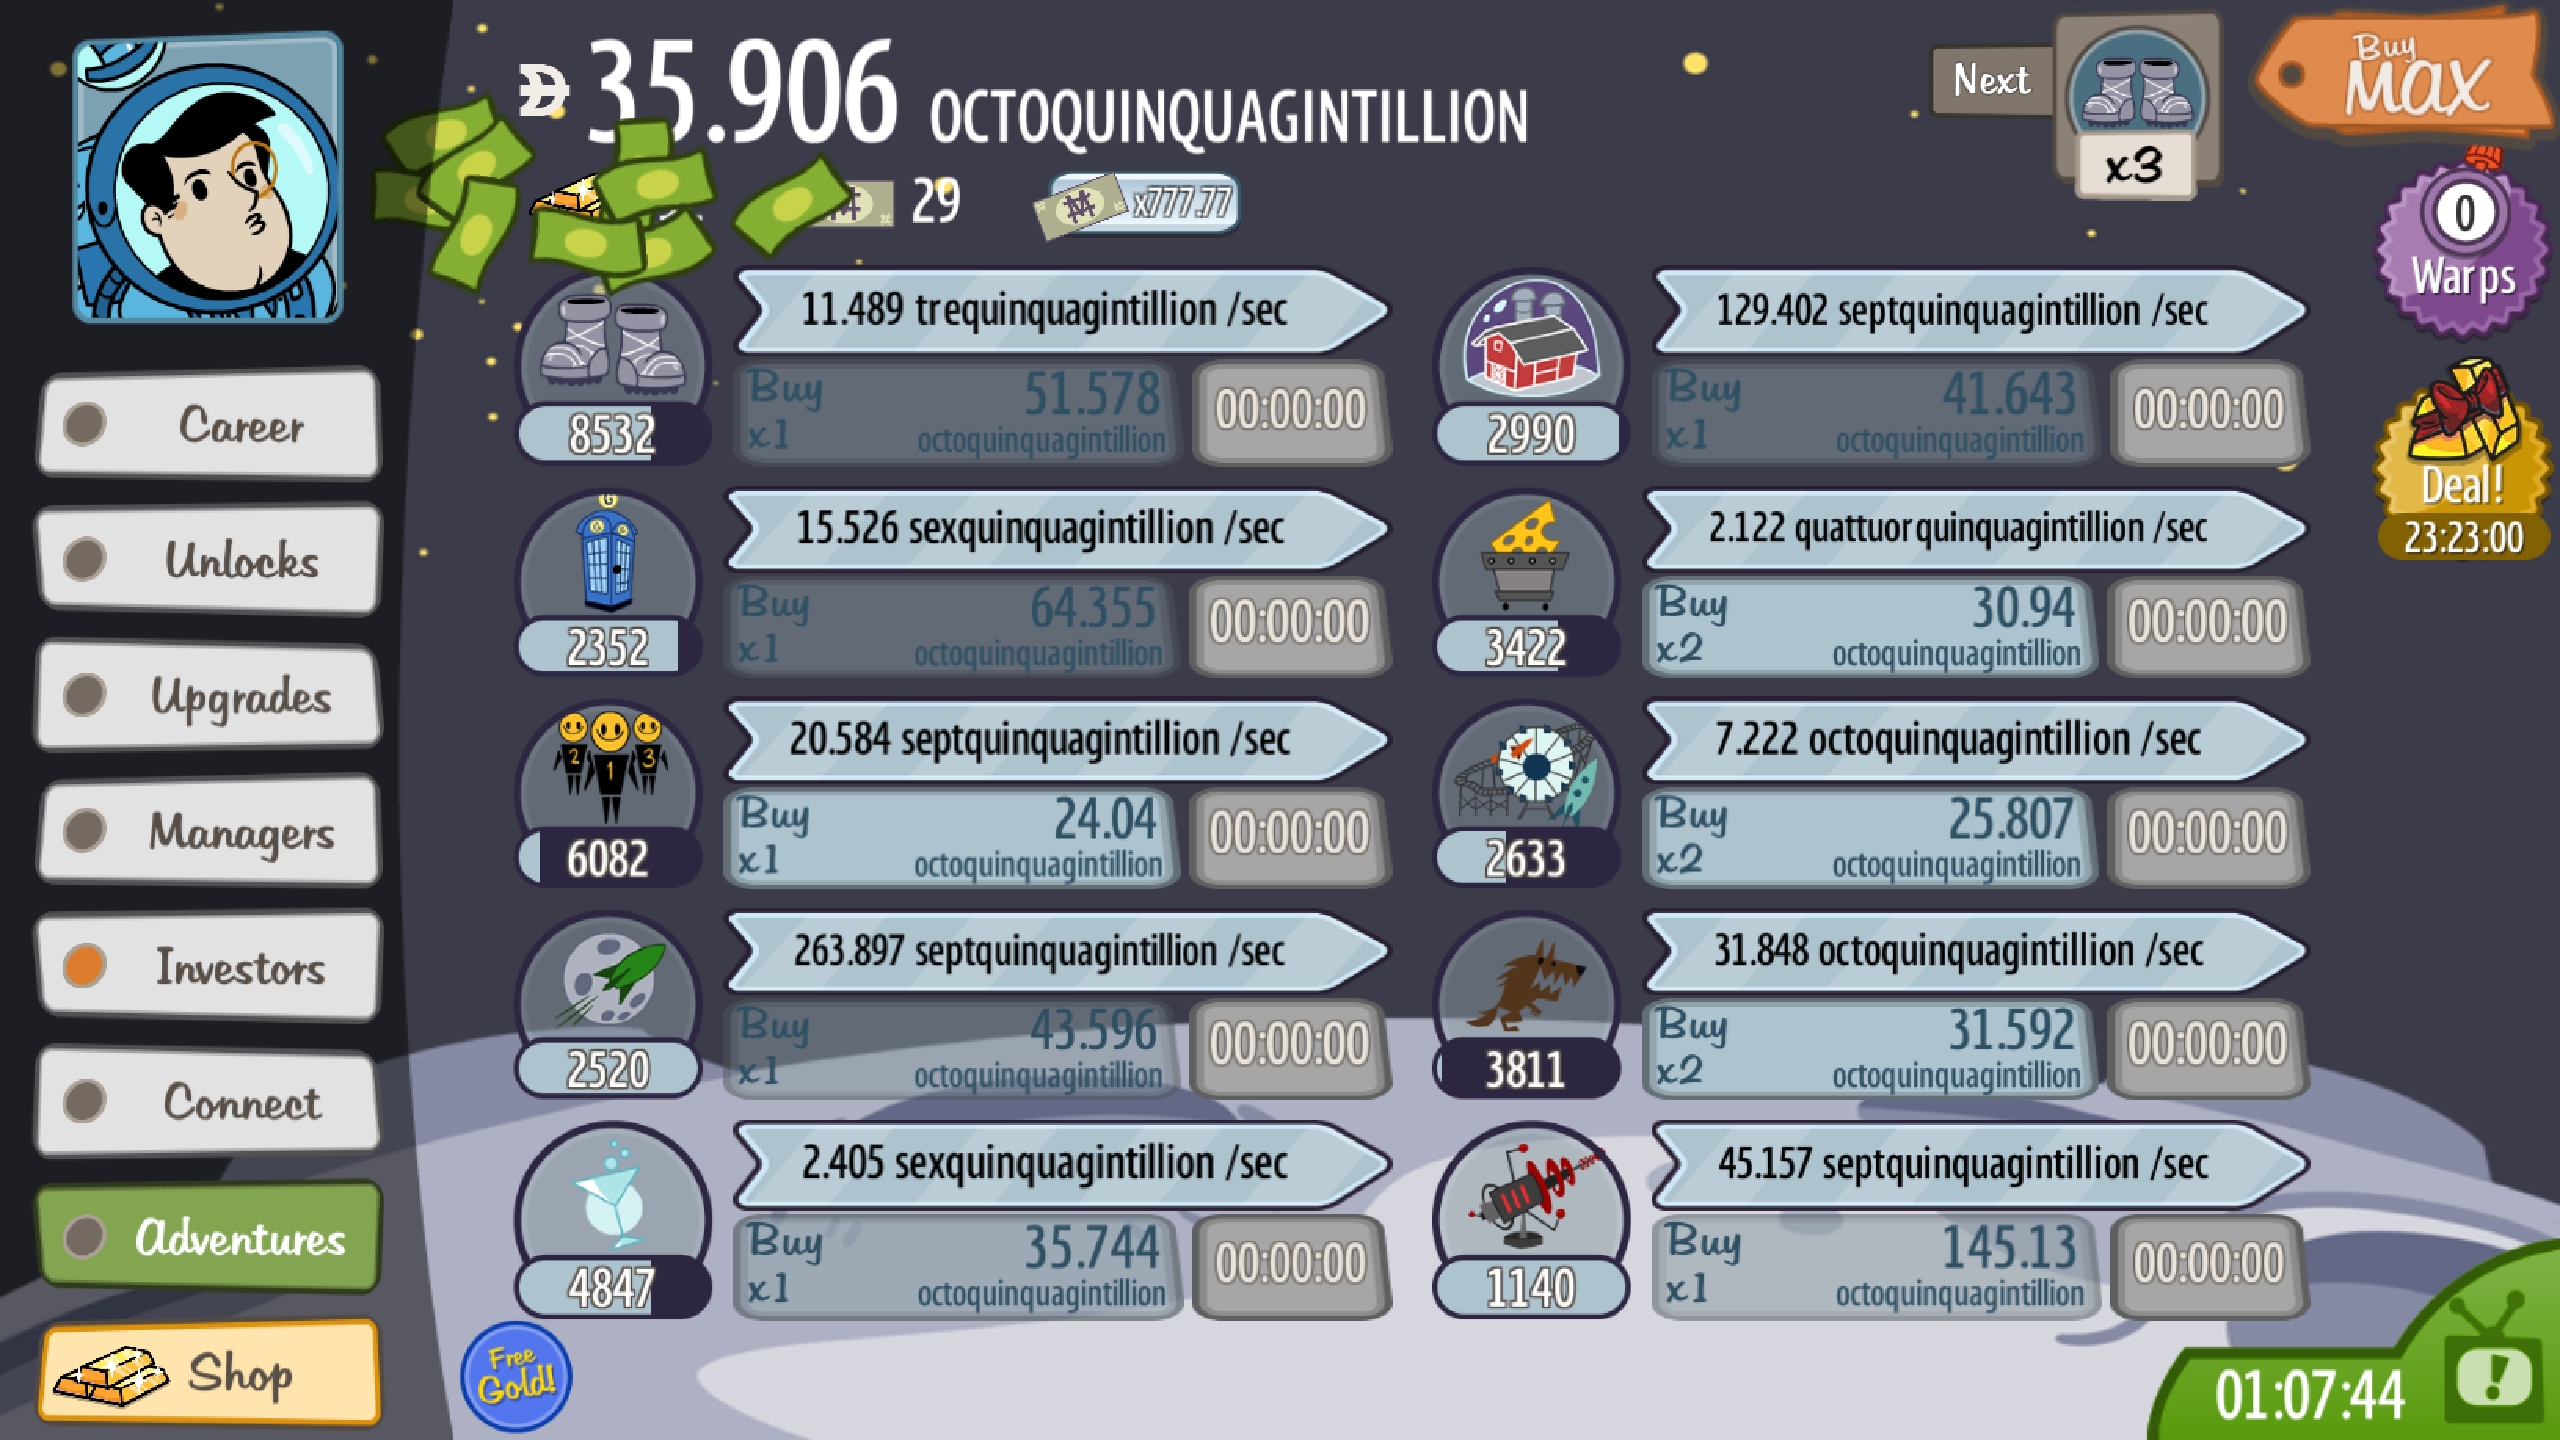 35.906 OCTOQUINQUAGINTILLION
Next
x3
Buy
MAX
29
x777.77
0
Warps
Deal!
23:23:00
Career
Unlocks
Upgrades
Managers
Investors
Connect
Adventures
Shop
11.489 trequinquagintillion /sec
8532
Buy
x1
51.578
octoquinquagintillion
00:00:00
129.402 septquinquagintillion /sec
2990
Buy
x1
41.643
octoquinquagintillion
00:00:00
G
15.526 sexquinquagintillion /sec
2352
Buy
x1
64.355
octoquinquagintillion
00:00:00
2.122 quattuorquinquagintillion /sec
3422
Buy
x2
30.94
octoquinquagintillion
00:00:00
2 1 3
20.584 septquinquagintillion /sec
6082
Buy
x1
24.04
octoquinquagintillion
00:00:00
7.222 octoquinquagintillion /sec
2633
Buy
x2
25.807
octoquinquagintillion
00:00:00
263.897 septquinquagintillion /sec
2520
Buy
x1
43.596
octoquinquagintillion
00:00:00
31.848 octoquinquagintillion /sec
3811
Buy
x2
31.592
octoquinquagintillion
00:00:00
2.405 sexquinquagintillion /sec
4847
Buy
x1
35.744
octoquinquagintillion
00:00:00
45.157 septquinquagintillion /sec
1140
Buy
x1
145.13
octoquinquagintillion
00:00:00
Free
Gold!
!
01:07:44